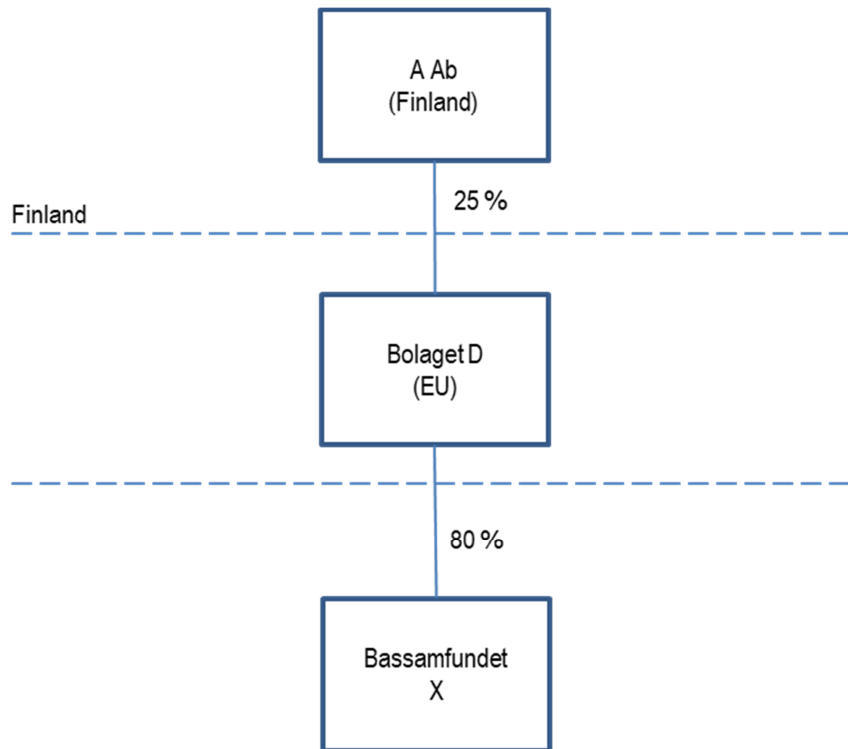 A Ab
(Finland)
25 %
Finland
Bolaget D
(EU)
80 %
Bassamfundet
X